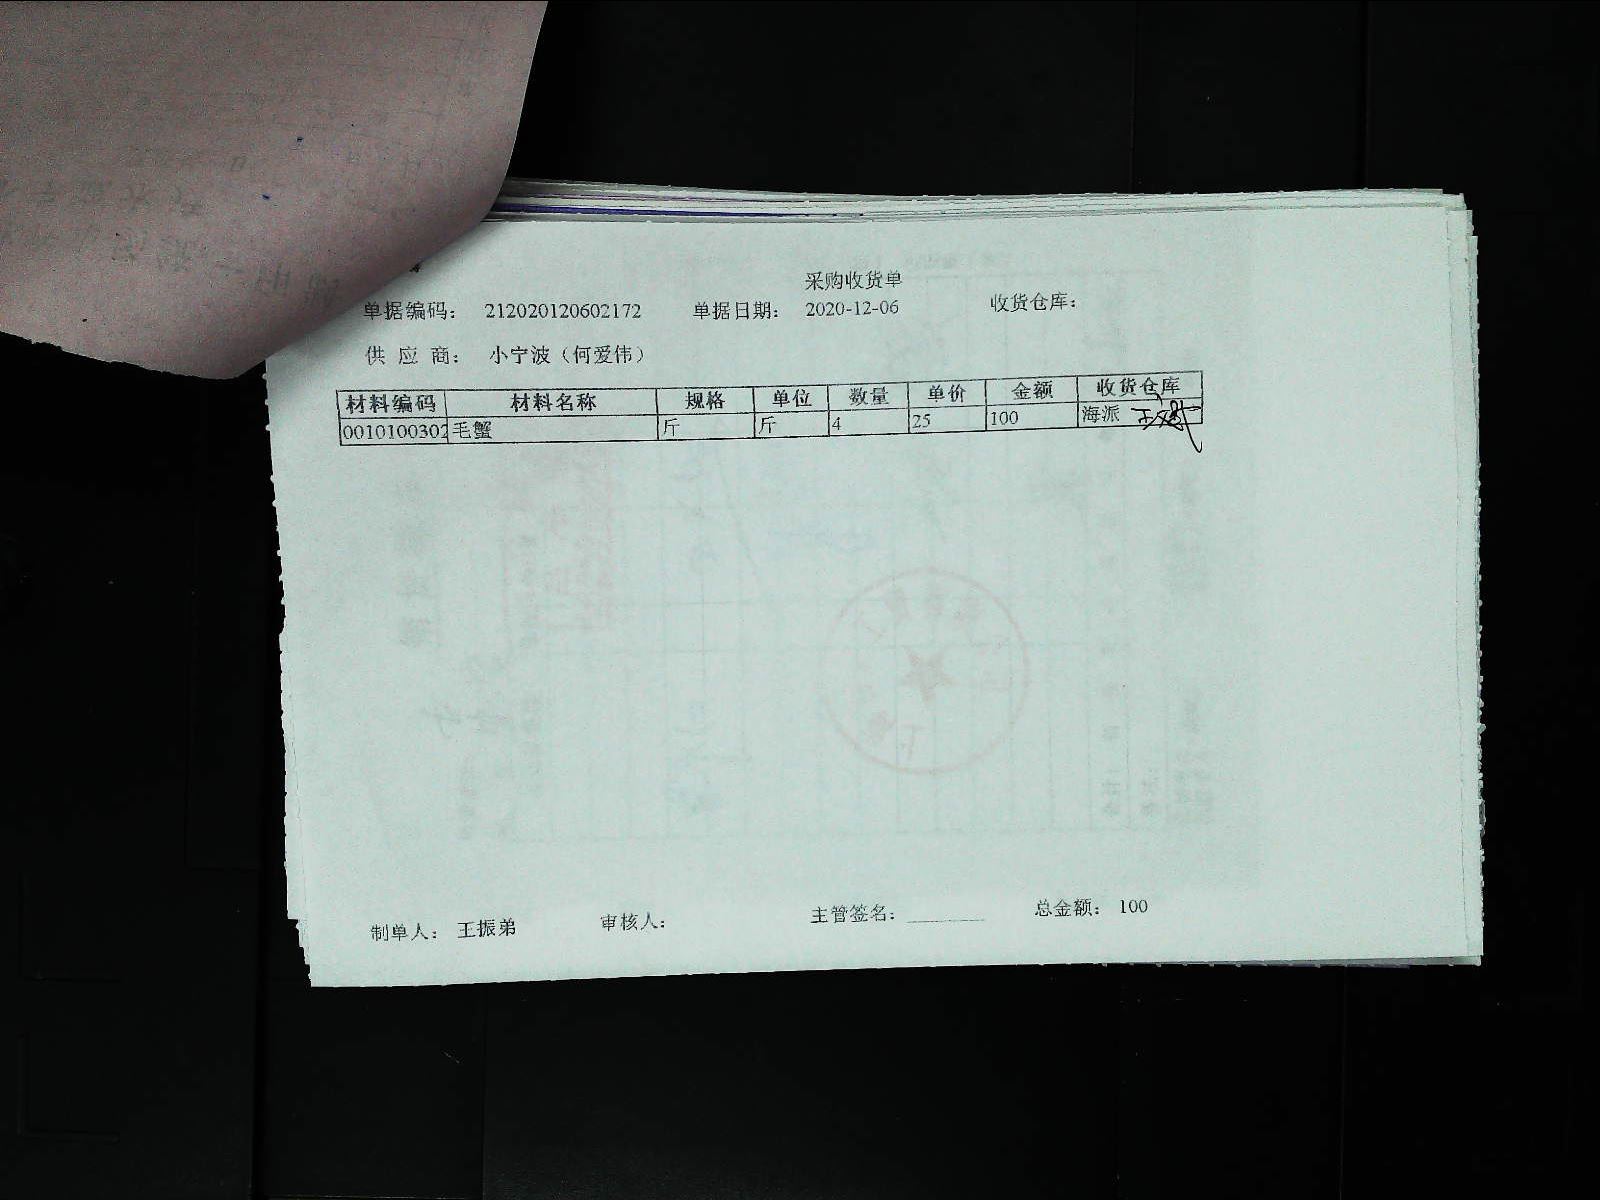 采购收货单
单据编码： 212020120602172 单据日期： 2020-12-06 收货仓库：
供 应 商： 小宁波（何爱伟）
材料编码 材料名称 规格 单位 数量 单价 金额 收货仓库
0010100302 毛蟹 斤 斤 4 25 100 海派
制单人： 王振弟 审核人： 主管签名： 总金额： 100